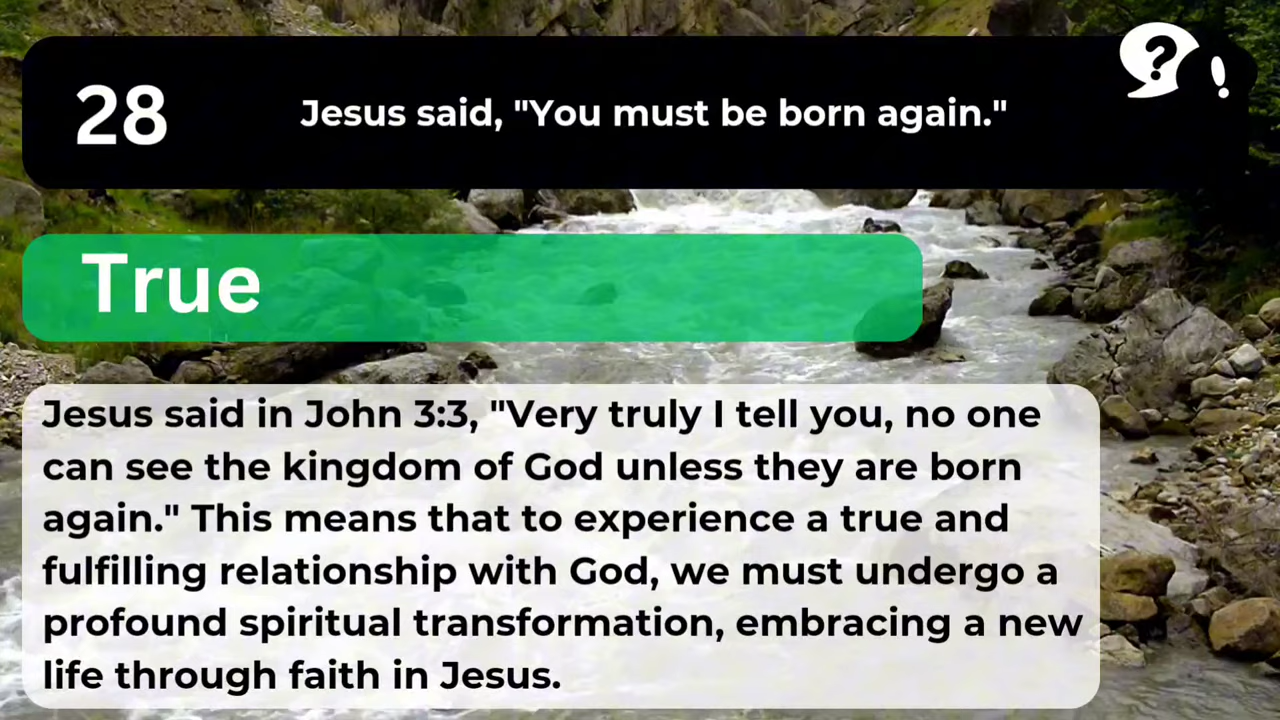 28
Jesus said, "You must be born again."
True
Jesus said in John 3:3, "Very truly I tell you, no one
can see the kingdom of God unless they are born
again." This means that to experience a true and
fulfilling relationship with God, we must undergo a
profound spiritual transformation, embracing a new
life through faith in Jesus.